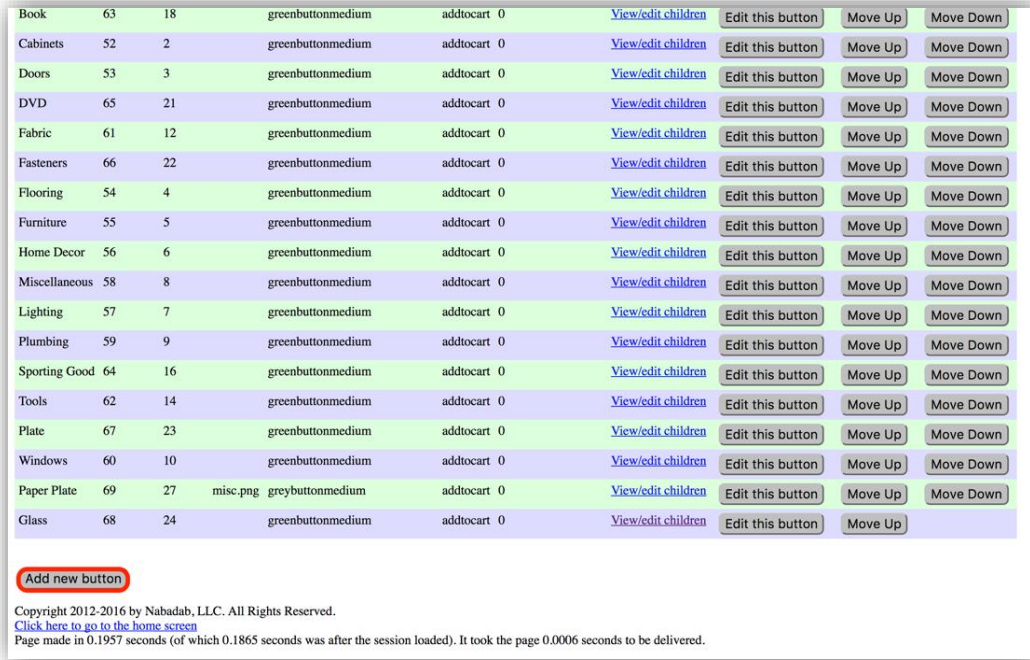 Book 63 18 greenbuttonmedium addtocart 0 View/edit children Edit this button Move Up Move Down
Cabinets 52 2 greenbuttonmedium addtocart 0 View/edit children Edit this button Move Up Move Down
Doors 53 3 greenbuttonmedium addtocart 0 View/edit children Edit this button Move Up Move Down
DVD 65 21 greenbuttonmedium addtocart 0 View/edit children Edit this button Move Up Move Down
Fabric 61 12 greenbuttonmedium addtocart 0 View/edit children Edit this button Move Up Move Down
Fasteners 66 22 greenbuttonmedium addtocart 0 View/edit children Edit this button Move Up Move Down
Flooring 54 4 greenbuttonmedium addtocart 0 View/edit children Edit this button Move Up Move Down
Furniture 55 5 greenbuttonmedium addtocart 0 View/edit children Edit this button Move Up Move Down
Home Decor 56 6 greenbuttonmedium addtocart 0 View/edit children Edit this button Move Up Move Down
Miscellaneous 58 8 greenbuttonmedium addtocart 0 View/edit children Edit this button Move Up Move Down
Lighting 57 7 greenbuttonmedium addtocart 0 View/edit children Edit this button Move Up Move Down
Plumbing 59 9 greenbuttonmedium addtocart 0 View/edit children Edit this button Move Up Move Down
Sporting Good 64 16 greenbuttonmedium addtocart 0 View/edit children Edit this button Move Up Move Down
Tools 62 14 greenbuttonmedium addtocart 0 View/edit children Edit this button Move Up Move Down
Plate 67 23 greenbuttonmedium addtocart 0 View/edit children Edit this button Move Up Move Down
Windows 60 10 greenbuttonmedium addtocart 0 View/edit children Edit this button Move Up Move Down
Paper Plate 69 27 misc.png greybuttonmedium addtocart 0 View/edit children Edit this button Move Up Move Down
Glass 68 24 greenbuttonmedium addtocart 0 View/edit children Edit this button Move Up
Add new button
Copyright 2012-2016 by Nabadab, LLC. All Rights Reserved.
Click here to go to the home screen
Page made in 0.1957 seconds (of which 0.1865 seconds was after the session loaded). It took the page 0.0006 seconds to be delivered.